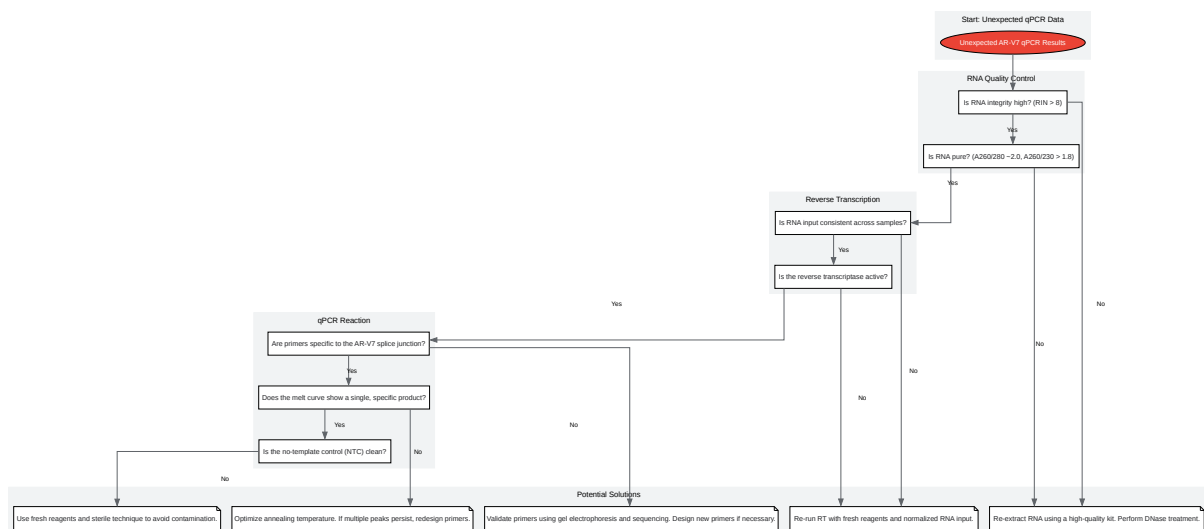 Start: Unexpected qPCR Data
Unexpected AR-V7 qPCR Results
RNA Quality Control
Is RNA integrity high? (RIN > 8)
Yes
Is RNA pure? (A260/280 ~2.0, A260/230 > 1.8)
Yes
Reverse Transcription
Is RNA input consistent across samples?
Yes
Is the reverse transcriptase active?
Yes
No
qPCR Reaction
Are primers specific to the AR-V7 splice junction?
No
Yes
No
Does the melt curve show a single, specific product?
No
Yes
No
Is the no-template control (NTC) clean?
No
No
Potential Solutions
Use fresh reagents and sterile technique to avoid contamination.
Optimize annealing temperature. If multiple peaks persist, redesign primers.
Validate primers using gel electrophoresis and sequencing. Design new primers if necessary.
Re-run RT with fresh reagents and normalized RNA input.
Re-extract RNA using a high-quality kit. Perform DNase treatment